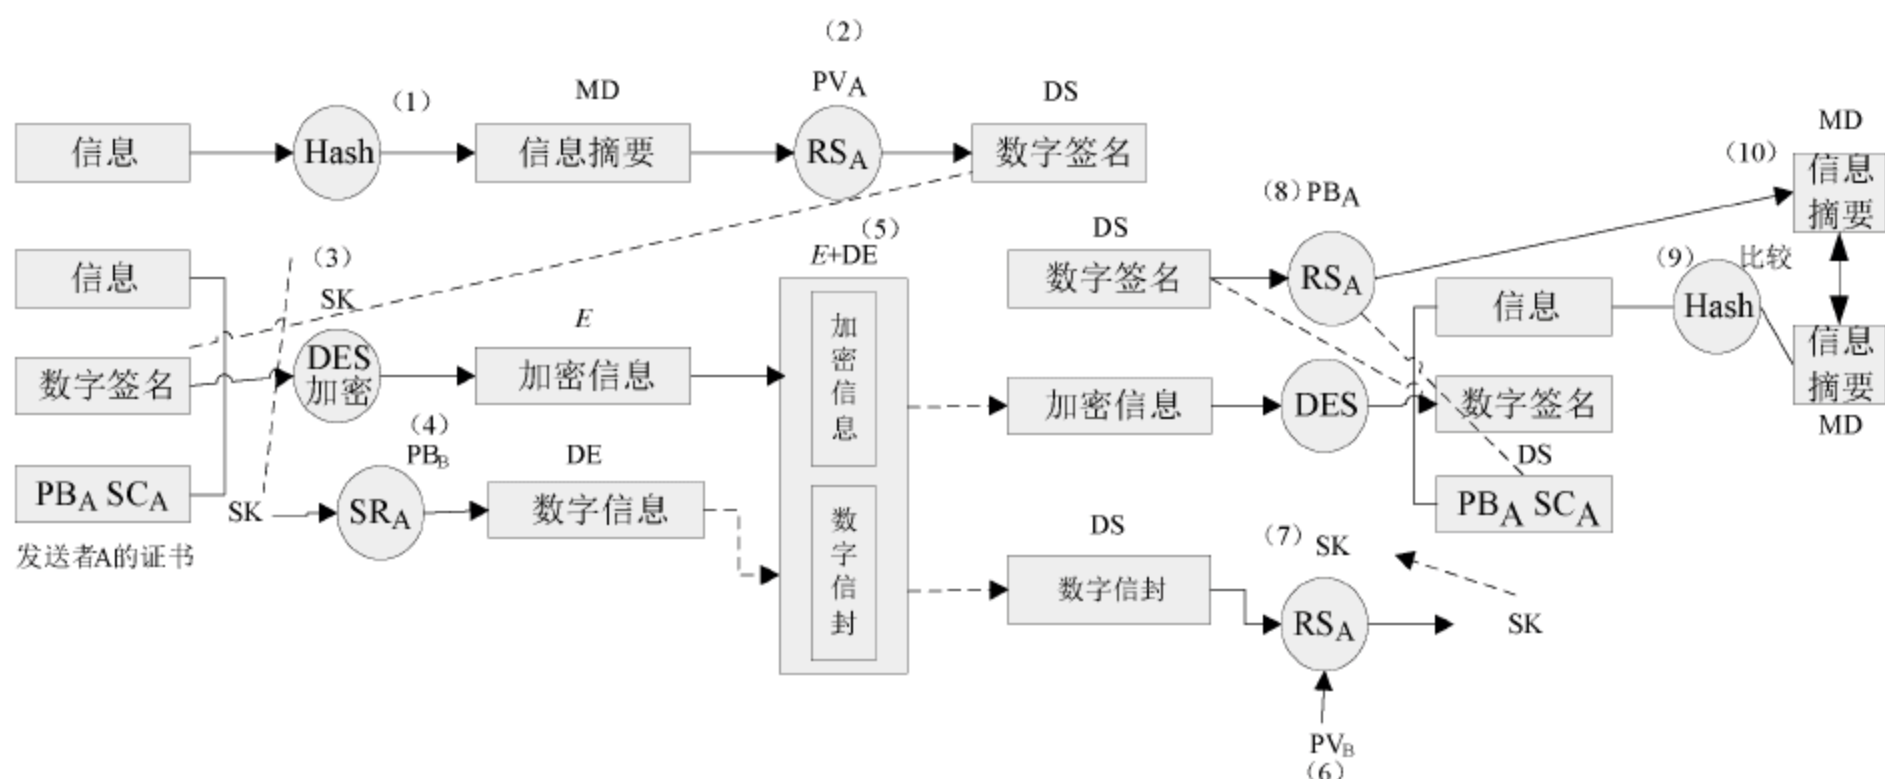 (2)
PVA
MD
DS
(1)
信息
Hash
信息摘要
RSA
数字签名
MD
(10)
信息
摘要
(8) PBA
(5)
E+DE
DS
信息
(3)
SK
数字签名
RSA
(9)
比较
信息
Hash
E
数字签名
DES
加密
加密信息
加
密
信
息
加密信息
DES
数字签名
信息
摘要
MD
(4)
PBB
DE
DS
PBA SCA
SK
SRA
数字信息
数
字
信
封
PBA SCA
发送者A的证书
DS
(7)
SK
数字信封
RSA
SK
PVB
(6)